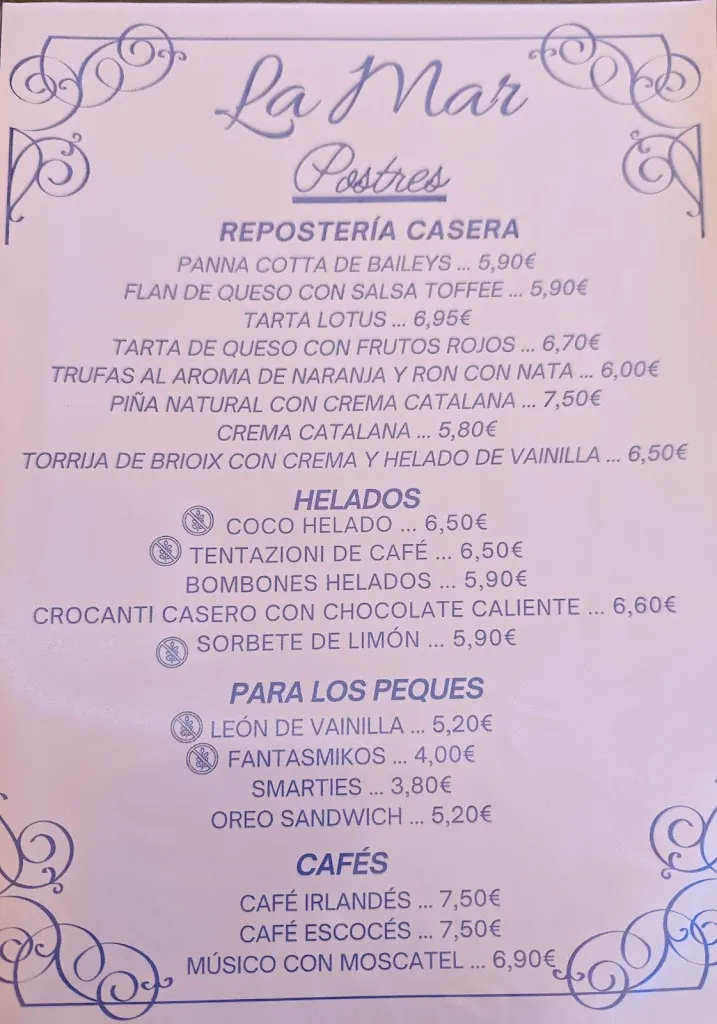 La Mar
Postres
REPOSTERÍA CASERA
PANNA COTTA DE BAILEYS ... 5,90€
FLAN DE QUESO CON SALSA TOFFEE ... 5,90€
TARTA LOTUS ... 6,95€
TARTA DE QUESO CON FRUTOS ROJOS ... 6,70€
TRUFAS AL AROMA DE NARANJA Y RON CON NATA ... 6,00€
PIÑA NATURAL CON CREMA CATALANA ... 7,50€
CREMA CATALANA ... 5,80€
TORRIJA DE BRIOIX CON CREMA Y HELADO DE VAINILLA ... 6,50€
HELADOS
COCO HELADO ... 6,50€
TENTAZIONI DE CAFÉ ... 6,50€
BOMBONES HELADOS ... 5,90€
CROCANTI CASERO CON CHOCOLATE CALIENTE ... 6,60€
SORBETE DE LIMÓN ... 5,90€
PARA LOS PEQUES
LEÓN DE VAINILLA ... 5,20€
FANTASMIKOS ... 4,00€
SMARTIES ... 3,80€
OREO SANDWICH ... 5,20€
CAFÉS
CAFÉ IRLANDÉS ... 7,50€
CAFÉ ESCOCÉS ... 7,50€
MÚSICO CON MOSCATEL ... 6,90€